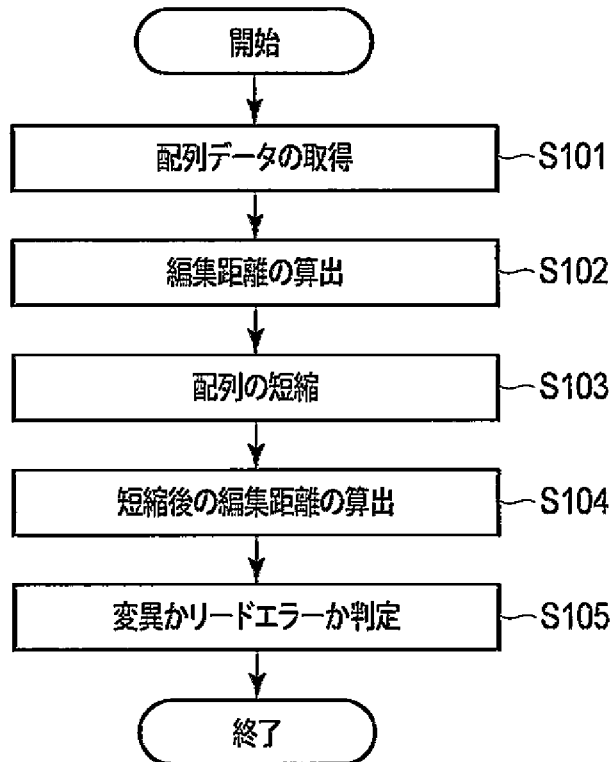 開始
配列データの取得 S101
編集距離の算出 S102
配列の短縮 S103
短縮後の編集距離の算出 S104
変異かリードエラーか判定 S105
終了